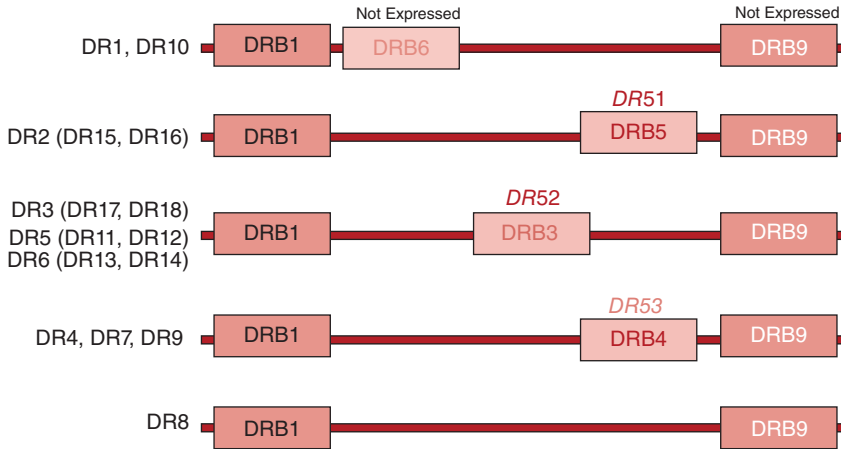 Not Expressed Not Expressed
DR1, DR10 DRB1 DRB6 DRB9
DR51
DR2 (DR15, DR16) DRB1 DRB5 DRB9
DR52
DR3 (DR17, DR18)
DR5 (DR11, DR12) DRB1 DRB3 DRB9
DR6 (DR13, DR14)
DR53
DR4, DR7, DR9 DRB1 DRB4 DRB9
DR8 DRB1 DRB9